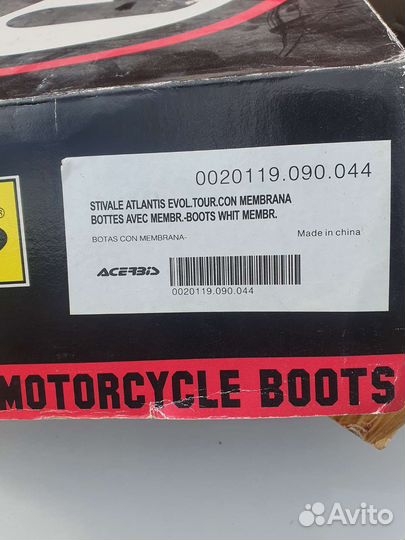 0020119.090.044
STIVALE ATLANTIS EVOL.TOUR.CON MEMBRANA
BOTTES AVEC MEMBR.-BOOTS WHIT MEMBR.
BOTAS CON MEMBRANA-
Made in china
ACERBIS
0020119.090.044
MOTORCYCLE BOOTS
Avito